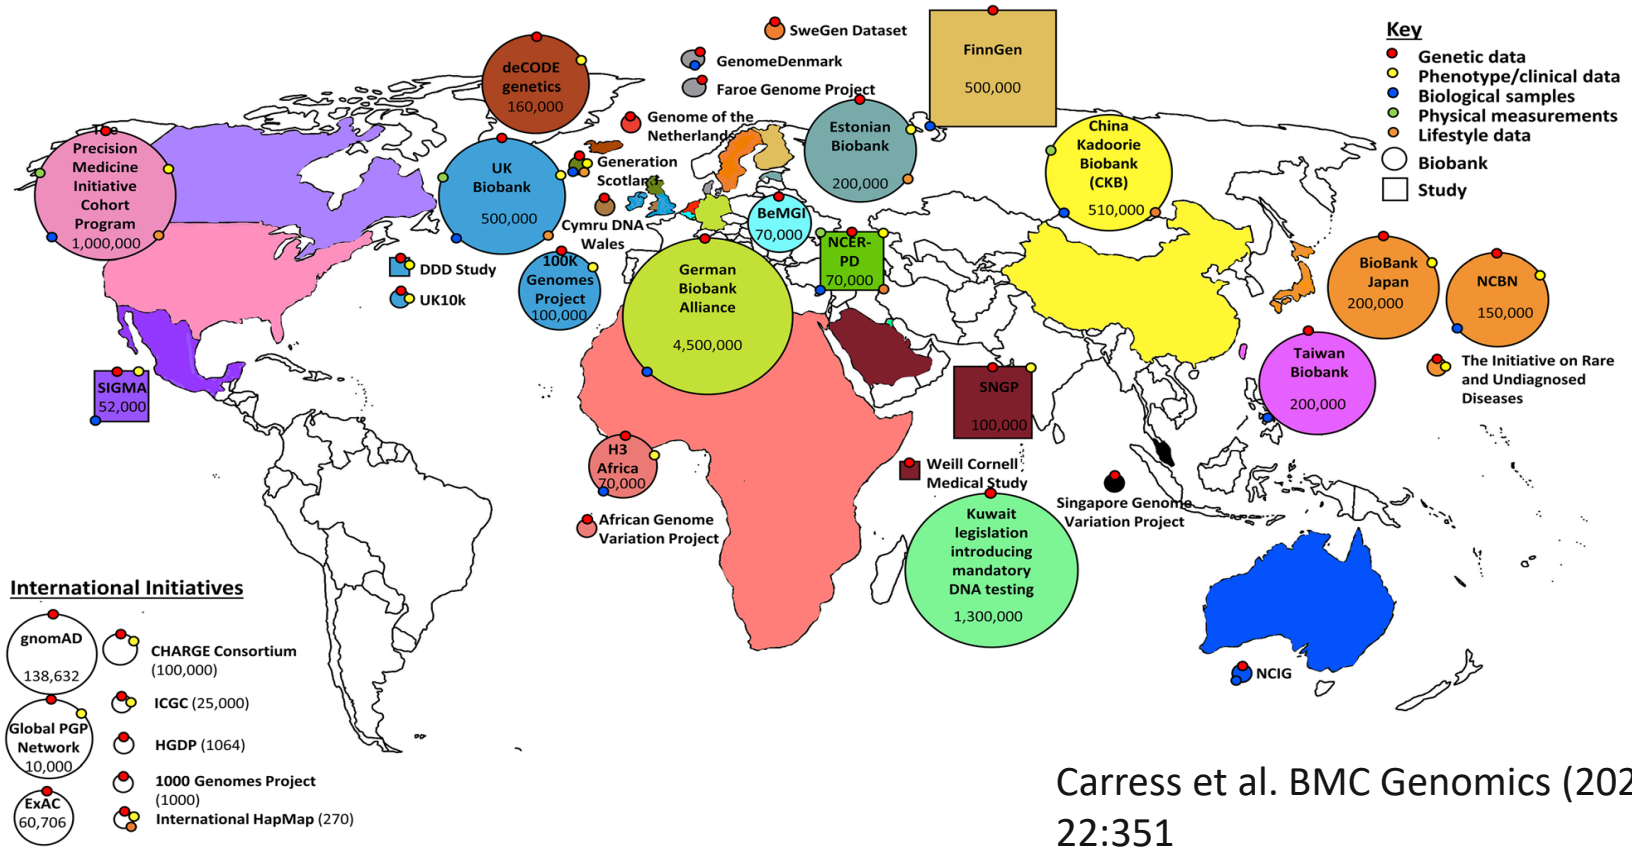 SweGen Dataset
GenomeDenmark
Faroe Genome Project
FinnGen
500,000
Key
Genetic data
Phenotype/clinical data
Biological samples
Physical measurements
Lifestyle data
Biobank
Study
deCODE
genetics
160,000
Genome of the
Netherlands
Estonian
Biobank
200,000
China
Kadoorie
Biobank
(CKB)
510,000
The
Precision
Medicine
Initiative
Cohort
Program
1,000,000
UK
Biobank
500,000
Generation
Scotland
Cymru DNA
Wales
BeMGI
70,000
NCER-
PD
70,000
DDD Study
UK10k
100K
Genomes
Project
100,000
German
Biobank
Alliance
4,500,000
BioBank
Japan
200,000
NCBN
150,000
Taiwan
Biobank
200,000
The Initiative on Rare
and Undiagnosed
Diseases
SIGMA
52,000
SNGP
100,000
H3
Africa
70,000
Weill Cornell
Medical Study
Singapore Genome
Variation Project
African Genome
Variation Project
Kuwait
legislation
introducing
mandatory
DNA testing
1,300,000
NCIG
International Initiatives
gnomAD
138,632
CHARGE Consortium
(100,000)
ICGC (25,000)
Global PGP
Network
10,000
HGDP (1064)
1000 Genomes Project
(1000)
ExAC
60,706
International HapMap (270)
Carress et al. BMC Genomics (202
22:351